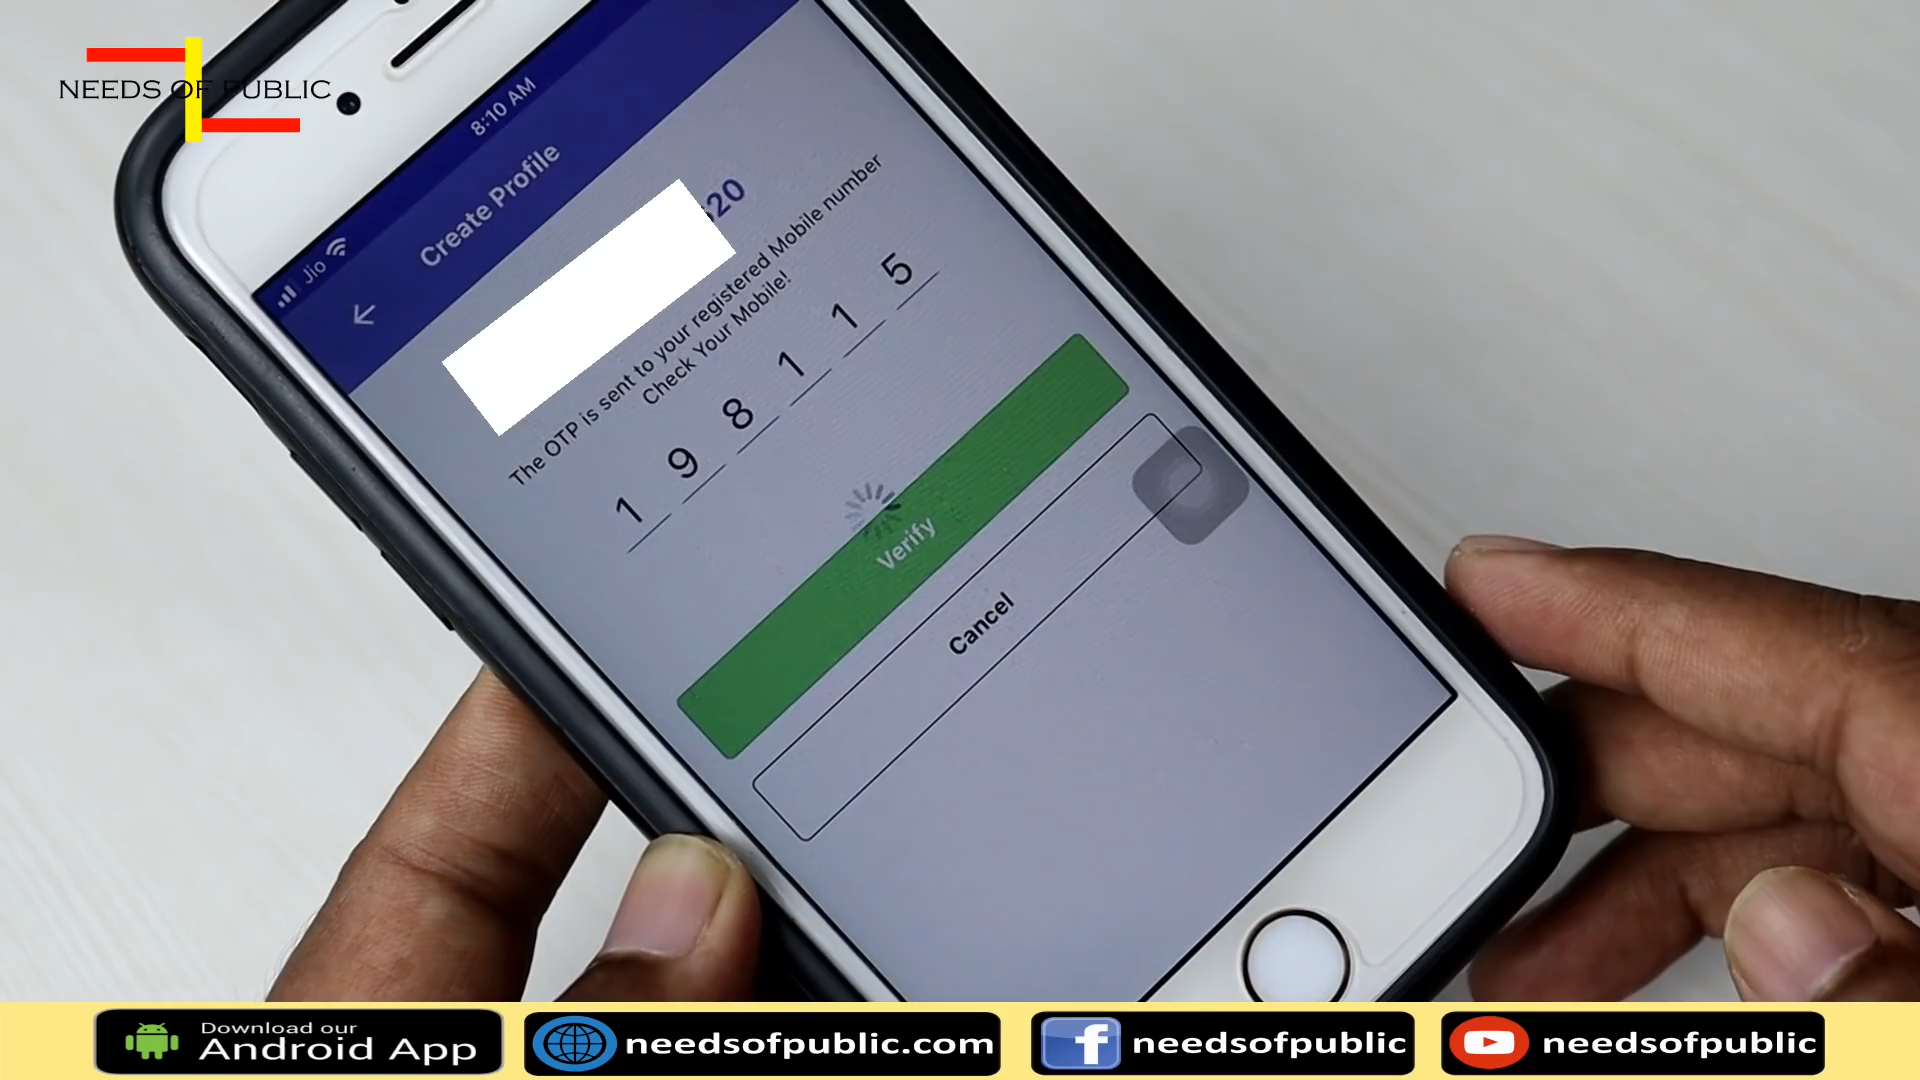 NEEDS OF PUBLIC
Jio
8:10 AM
Create Profile
20
The OTP is sent to your registered Mobile number
Check Your Mobile!
1 9 8 1 1 5
Verify
Cancel
Download our
Android App
needsofpublic.com
needsofpublic
needsofpublic